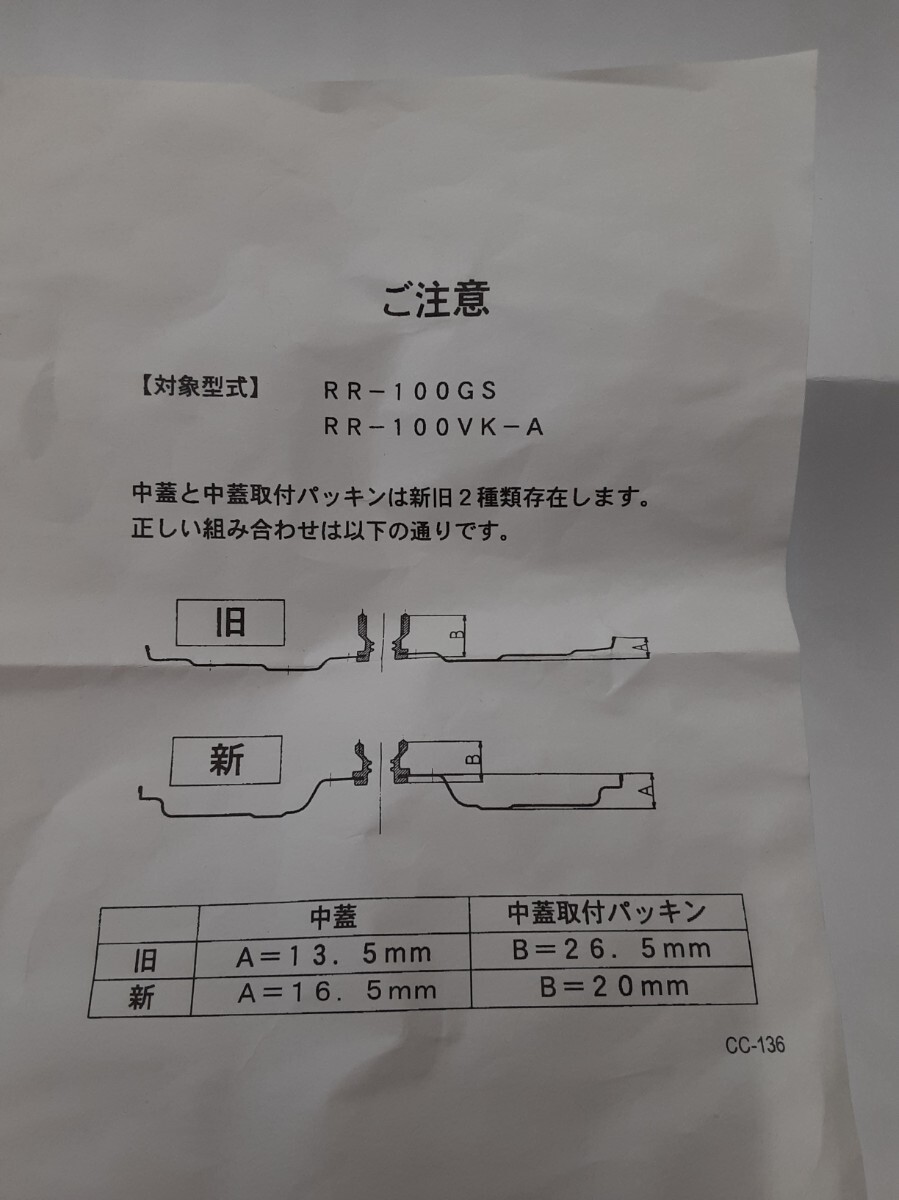 ご注意
【対象型式】 RR-100GS
RR-100VK-A
中蓋と中蓋取付パッキンは新旧2種類存在します。
正しい組み合わせは以下の通りです。
旧
B
A
新
B
A
中蓋 中蓋取付パッキン
旧 A=13.5mm B=26.5mm
新 A=16.5mm B=20mm
CC-136